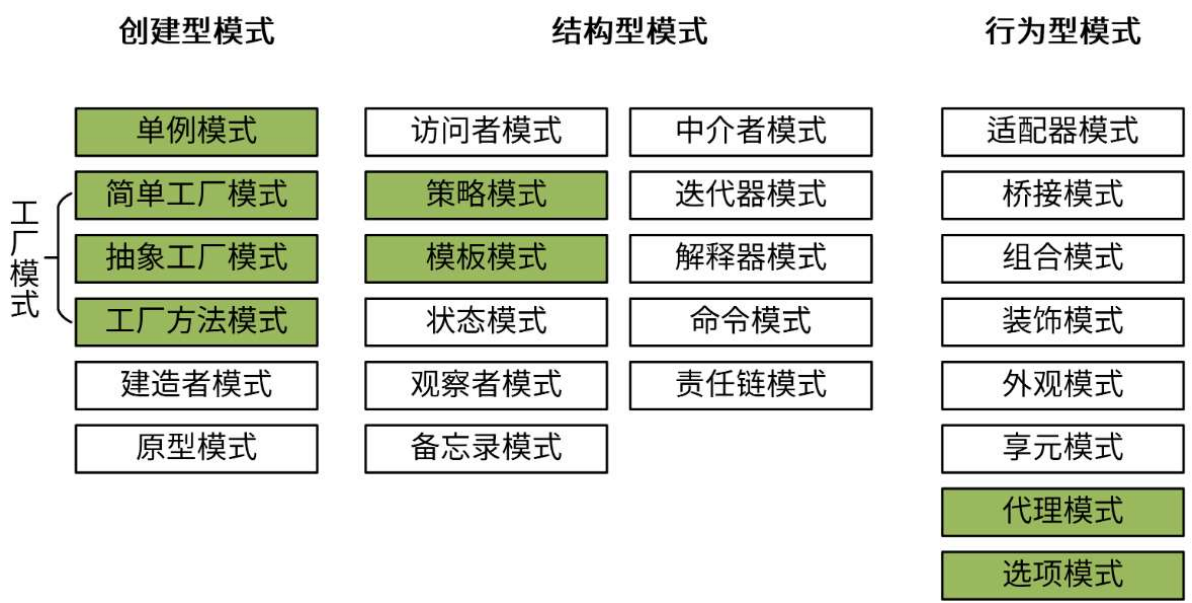 创建型模式
结构型模式
行为型模式
单例模式
访问者模式
中介者模式
适配器模式
简单工厂模式
策略模式
迭代器模式
桥接模式
工厂模式
抽象工厂模式
模板模式
解释器模式
组合模式
工厂方法模式
状态模式
命令模式
装饰模式
建造者模式
观察者模式
责任链模式
外观模式
原型模式
备忘录模式
享元模式
代理模式
选项模式